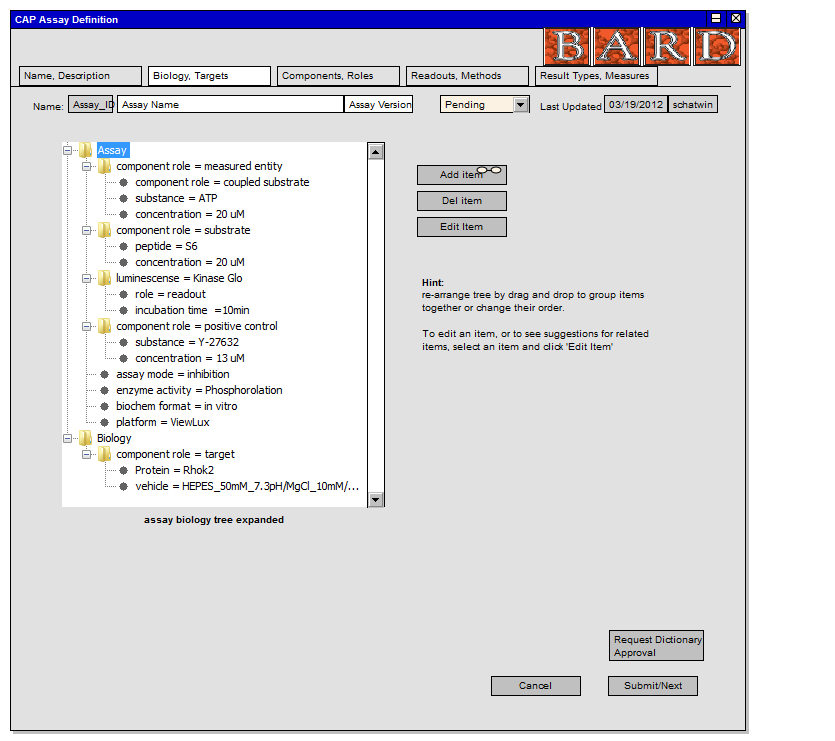 CAP Assay Definition
BARD
Name, Description
Biology, Targets
Components, Roles
Readouts, Methods
Result Types, Measures
Name: Assay_ID Assay Name Assay Version Pending Last Updated 03/19/2012 schatwin
Assay
component role = measured entity
component role = coupled substrate
substance = ATP
concentration = 20 uM
component role = substrate
peptide = S6
concentration = 20 uM
luminescense = Kinase Glo
role = readout
incubation time =10min
component role = positive control
substance = Y-27632
concentration = 13 uM
assay mode = inhibition
enzyme activity = Phosphorolation
biochem format = in vitro
platform = ViewLux
Biology
component role = target
Protein = Rhok2
vehicle = HEPES_50mM_7.3pH/MgCl_10mM/...
assay biology tree expanded
Add item
Del item
Edit Item
Hint:
re-arrange tree by drag and drop to group items
together or change their order.
To edit an item, or to see suggestions for related
items, select an item and click 'Edit Item'
Request Dictionary
Approval
Cancel
Submit/Next